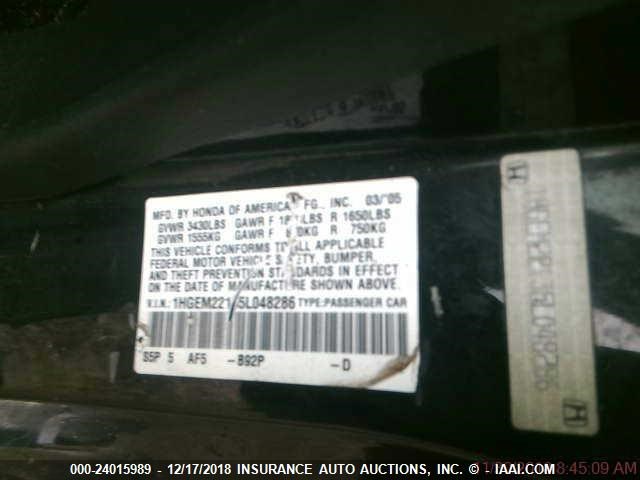 MFG. BY HONDA OF AMERICA MFG., INC. 03/'05
GVWR 3430LBS GAWR F LBS R 1650LBS
GVWR 1555KG GAWR F KG R 750KG
THIS VEHICLE CONFORMS TO ALL APPLICABLE
FEDERAL MOTOR VEHICLE SAFETY, BUMPER,
AND THEFT PREVENTION STANDARDS IN EFFECT
ON THE DATE OF MANUFACTURE SHOWN ABOVE.
V.I.N.: TYPE:PASSENGER CAR
S5P 5 AF5 -B92P -D
000-24015989 - 12/17/2018 INSURANCE AUTO AUCTIONS, INC. - © - IAAI.COM
8:45:09 AM